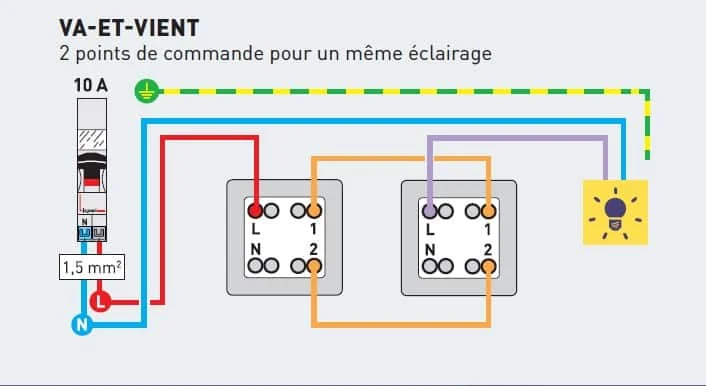 VA-ET-VIENT
2 points de commande pour un même éclairage
10 A
N
1,5 mm²
L
N
L 1
N 2
L 1
N 2